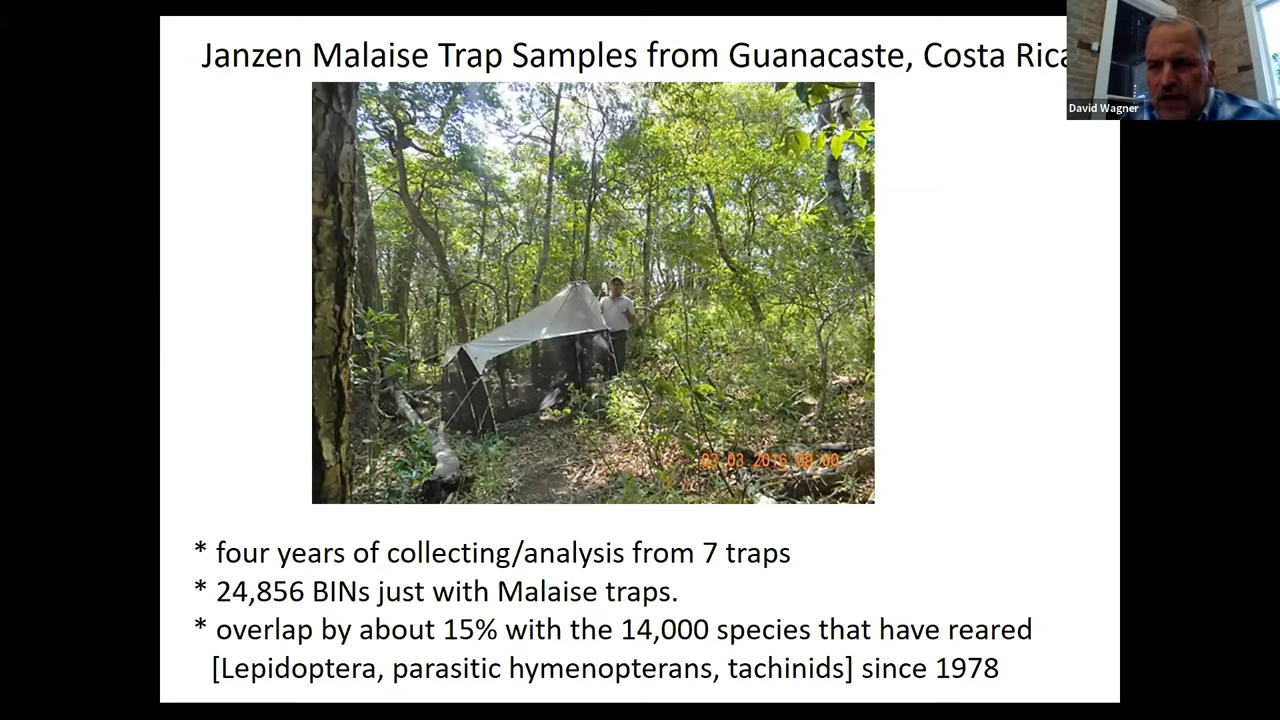 Janzen Malaise Trap Samples from Guanacaste, Costa Rica
David Wagner
* four years of collecting/analysis from 7 traps
* 24,856 BINs just with Malaise traps.
* overlap by about 15% with the 14,000 species that have reared
[Lepidoptera, parasitic hymenopterans, tachinids] since 1978